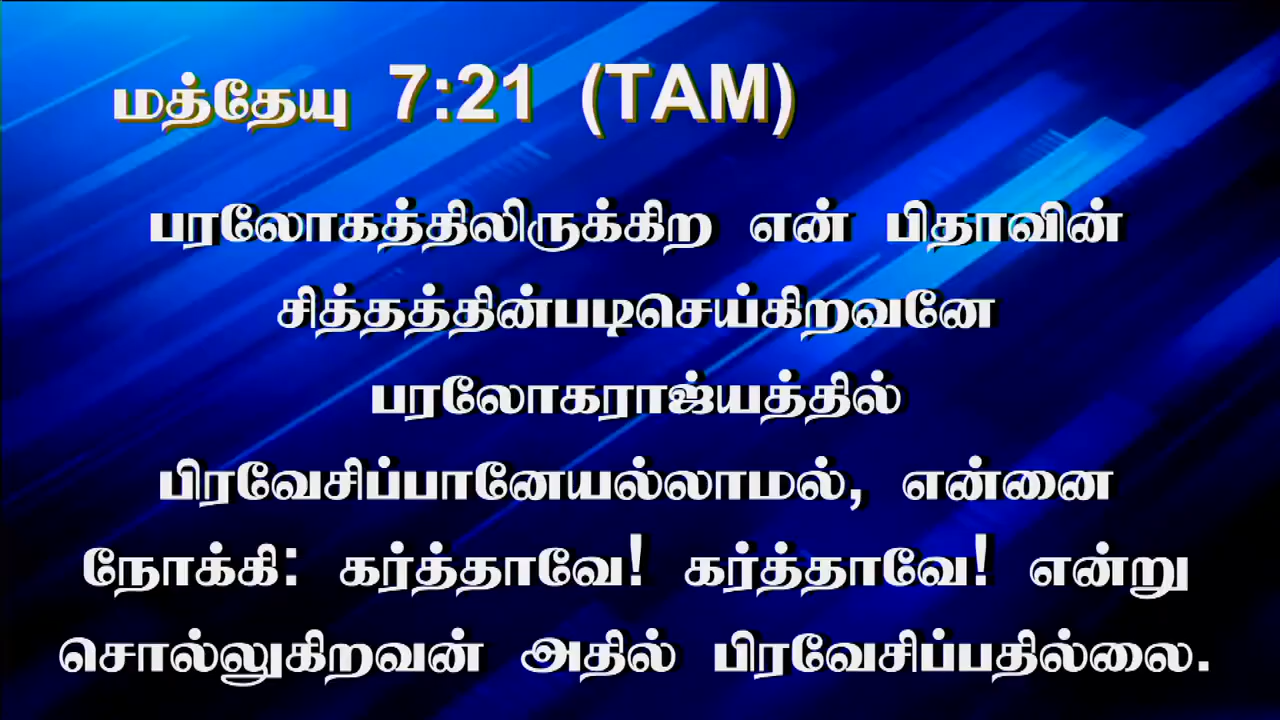 மத்தேயு 7:21 (TAM)
பரலோகத்திலிருக்கிற என் பிதாவின்
சித்தத்தின்படிசெய்கிறவனே
பரலோகராஜ்யத்தில்
பிரவேசிப்பானேயல்லாமல், என்னை
நோக்கி: கர்த்தாவே! கர்த்தாவே! என்று
சொல்லுகிறவன் அதில் பிரவேசிப்பதில்லை.